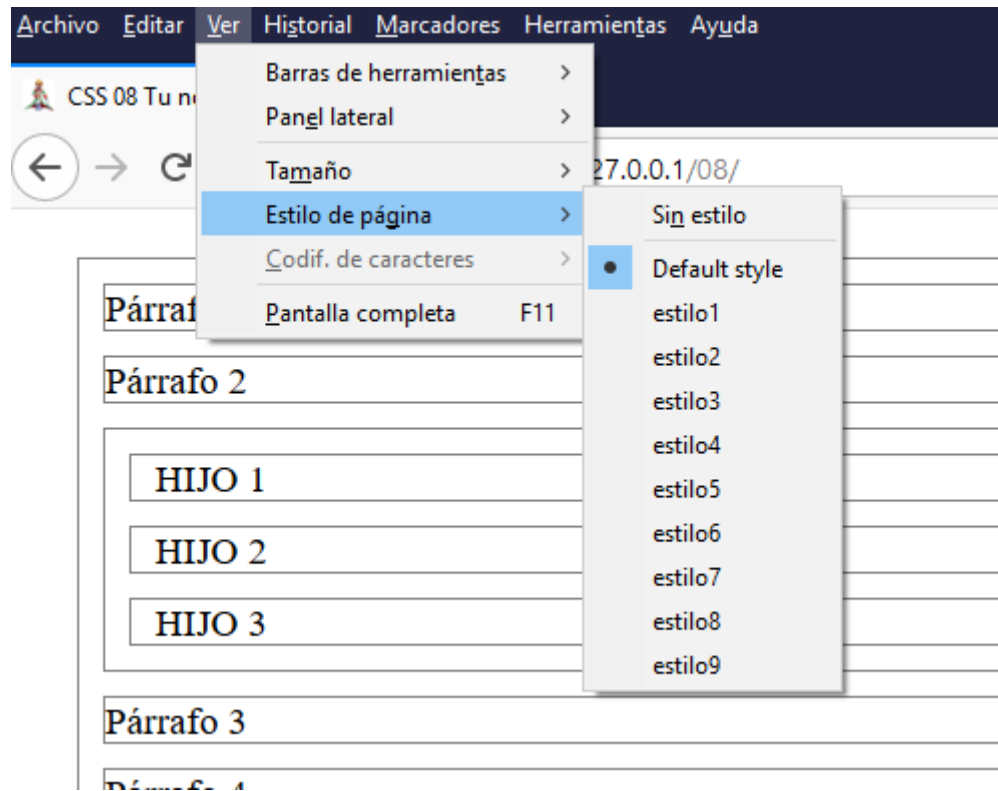 Archivo Editar Ver Historial Marcadores Herramientas Ayuda
Barras de herramientas
CSS 08 Tu
Panel lateral
Tamaño
27.0.0.1/08/
Estilo de página
Sin estilo
Codif. de caracteres
Default style
Pantalla completa F11
estilo1
estilo2
estilo3
estilo4
estilo5
estilo6
estilo7
estilo8
estilo9
Párrafo 2
HIJO 1
HIJO 2
HIJO 3
Párrafo 3